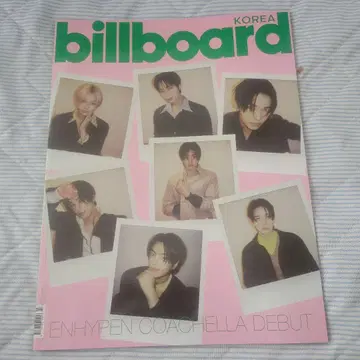 KOREA
billboard
ENHYPEN COACHELLA DEBUT